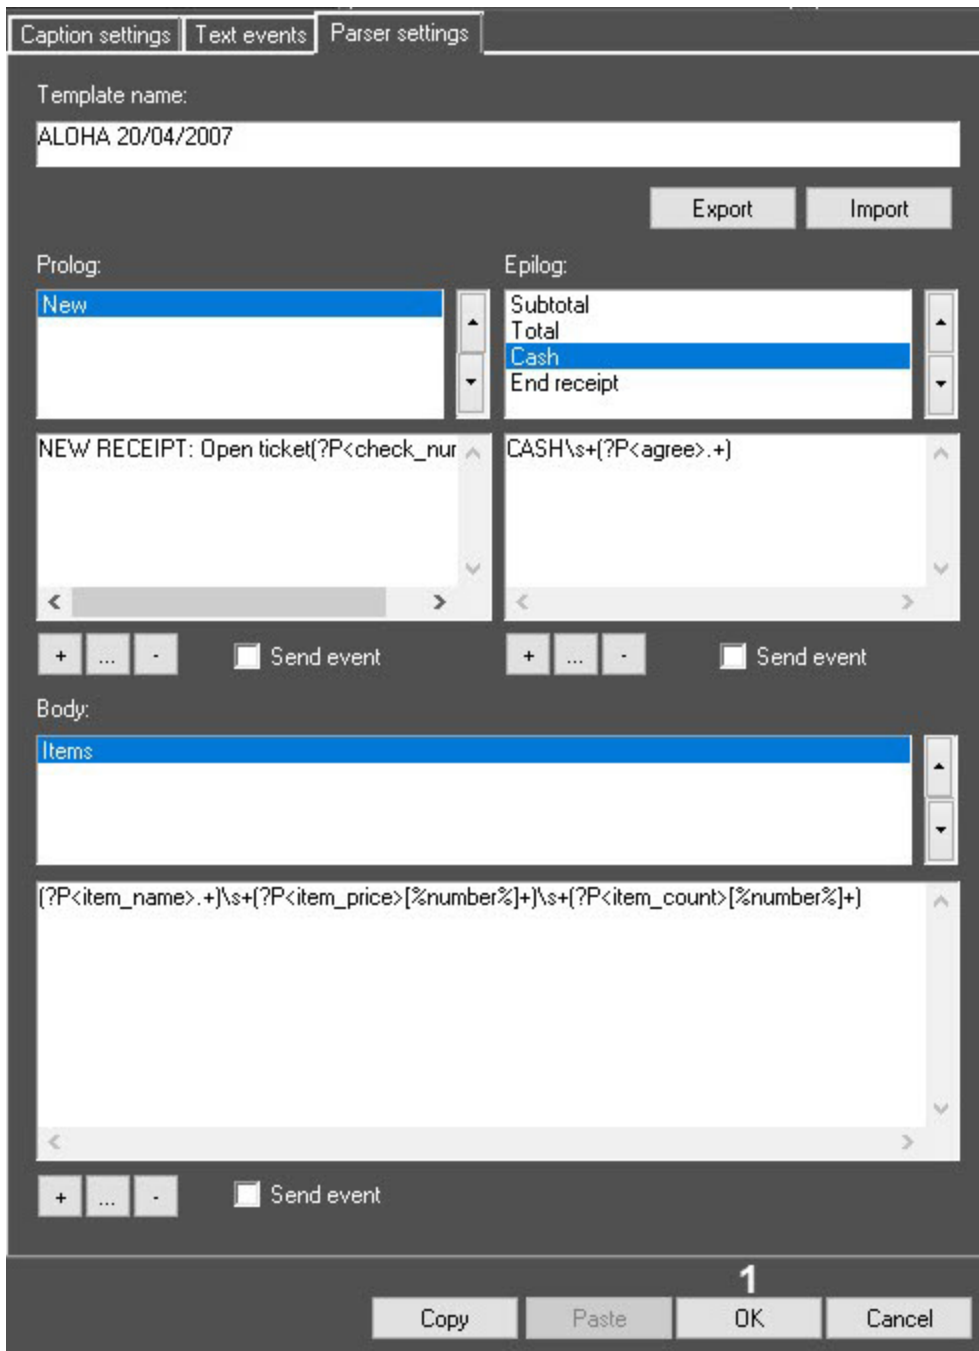 Caption settings Text events Parser settings
Template name:
ALOHA 20/04/2007
Export Import
Prolog: Epilog:
New
Subtotal
Total
Cash
End receipt
NEW RECEIPT: Open ticket(?P<check_nur
CASH\s+(?P<agree>.+)
+ ... - Send event
+ ... - Send event
Body:
Items
(?P<item_name>.+)\s+(?P<item_price>[%number%]+)\s+(?P<item_count>[%number%]+)
+ ... - Send event
1
Copy Paste OK Cancel